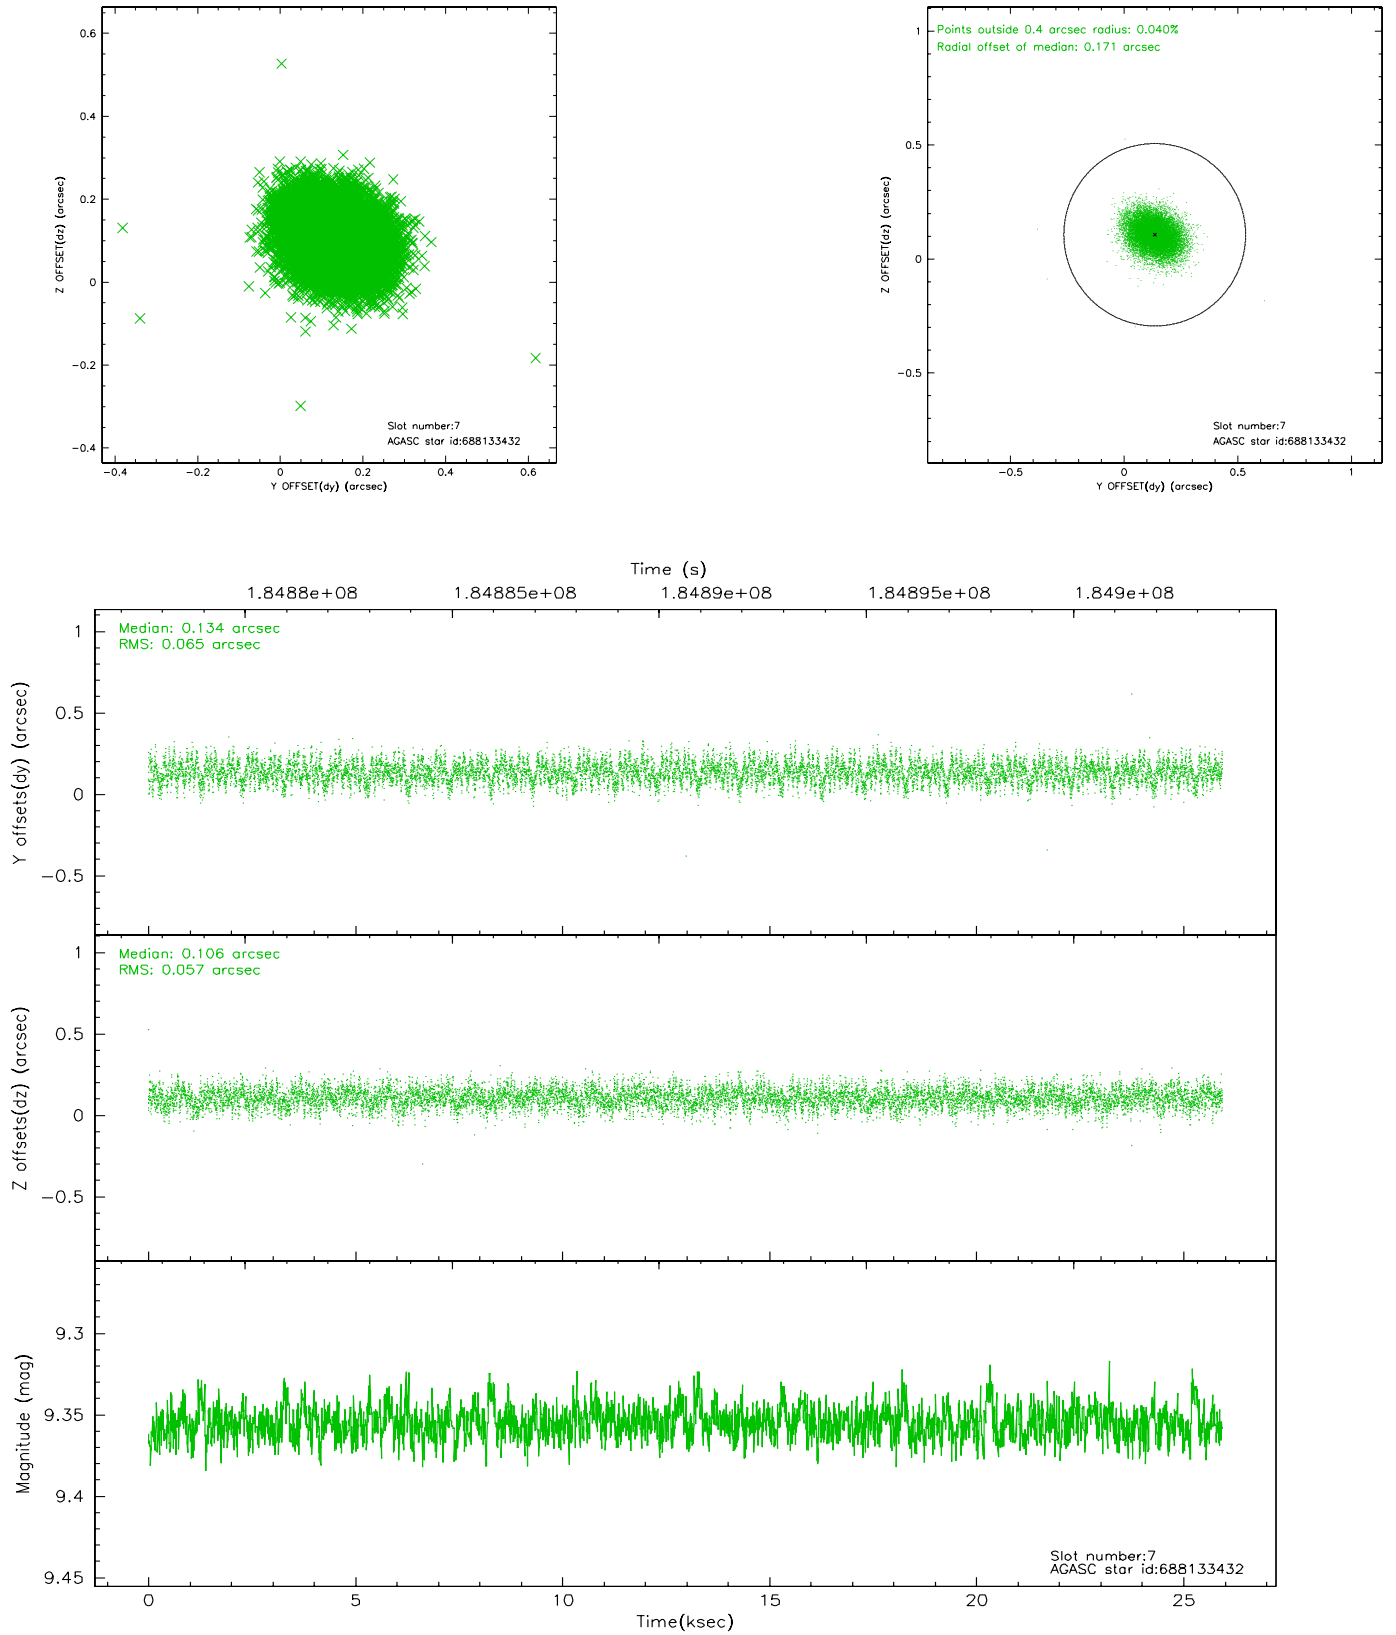 0.6
0.4
0.2
0
−0.2
−0.4
Z OFFSET(dz) (arcsec)
−0.4 −0.2 0 0.2 0.4 0.6
Y OFFSET(dy) (arcsec)
Slot number:7
AGASC star id:688133432
Points outside 0.4 arcsec radius: 0.040%
Radial offset of median: 0.171 arcsec
1
0.5
0
−0.5
Z OFFSET(dz) (arcsec)
−0.5 0 0.5 1
Y OFFSET(dy) (arcsec)
Slot number:7
AGASC star id:688133432
Time (s)
1.8488e+08 1.84885e+08 1.8489e+08 1.84895e+08 1.849e+08
Median: 0.134 arcsec
RMS: 0.065 arcsec
1
0.5
0
−0.5
Y offsets(dy) (arcsec)
Median: 0.106 arcsec
RMS: 0.057 arcsec
1
0.5
0
−0.5
Z offsets(dz) (arcsec)
9.3
9.35
9.4
9.45
Magnitude (mag)
Slot number:7
AGASC star id:688133432
0 5 10 15 20 25
Time(ksec)